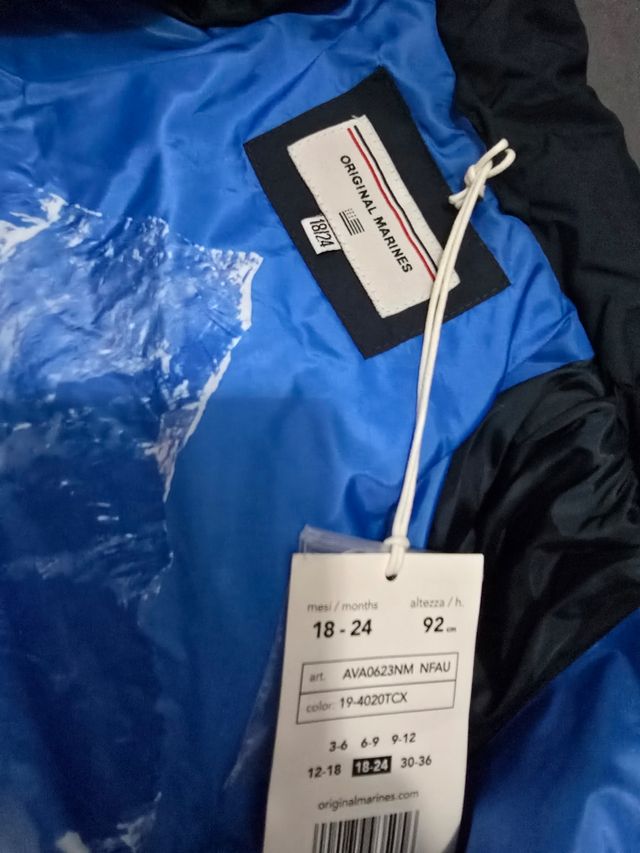 ORIGINAL MARINES
18/24
mesi / months altezza / h.
18 - 24 92 cm
art. AVA0623NM NFAU
color: 19-4020TCX
3-6 6-9 9-12
12-18 18-24 30-36
originalmarines.com